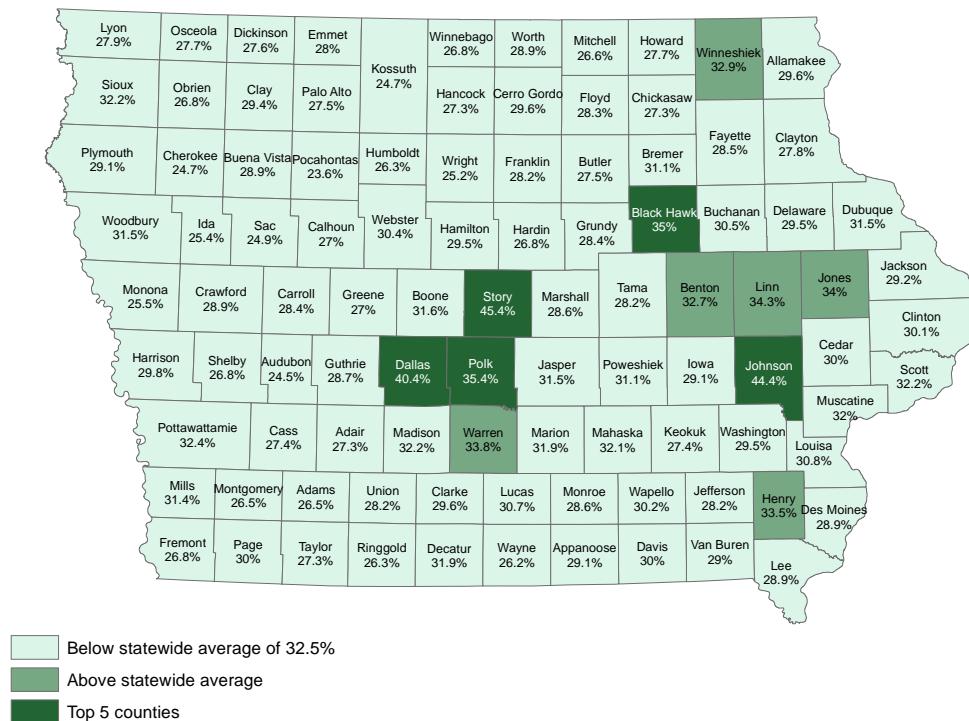 Lyon
27.9%
Osceola
27.7%
Dickinson
27.6%
Emmet
28%
Kossuth
24.7%
Winnebago
26.8%
Worth
28.9%
Mitchell
26.6%
Howard
27.7%
Winneshiek
32.9%
Allamakee
29.6%
Sioux
32.2%
Obrien
26.8%
Clay
29.4%
Palo Alto
27.5%
Hancock
27.3%
Cerro Gordo
29.6%
Floyd
28.3%
Chickasaw
27.3%
Fayette
28.5%
Clayton
27.8%
Plymouth
29.1%
Cherokee
24.7%
Buena Vista
28.9%
Pocahontas
23.6%
Humboldt
26.3%
Wright
25.2%
Franklin
28.2%
Butler
27.5%
Bremer
31.1%
Woodbury
31.5%
Ida
25.4%
Sac
24.9%
Calhoun
27%
Webster
30.4%
Hamilton
29.5%
Hardin
26.8%
Grundy
28.4%
Black Hawk
35%
Buchanan
30.5%
Delaware
29.5%
Dubuque
31.5%
Monona
25.5%
Crawford
28.9%
Carroll
28.4%
Greene
27%
Boone
31.6%
Story
45.4%
Marshall
28.6%
Tama
28.2%
Benton
32.7%
Linn
34.3%
Jones
34%
Jackson
29.2%
Clinton
30.1%
Harrison
29.8%
Shelby
26.8%
Audubon
24.5%
Guthrie
28.7%
Dallas
40.4%
Polk
35.4%
Jasper
31.5%
Poweshiek
31.1%
Iowa
29.1%
Johnson
44.4%
Cedar
30%
Scott
32.2%
Muscatine
32%
Pottawattamie
32.4%
Cass
27.4%
Adair
27.3%
Madison
32.2%
Warren
33.8%
Marion
31.9%
Mahaska
32.1%
Keokuk
27.4%
Washington
29.5%
Louisa
30.8%
Mills
31.4%
Montgomery
26.5%
Adams
26.5%
Union
28.2%
Clarke
29.6%
Lucas
30.7%
Monroe
28.6%
Wapello
30.2%
Jefferson
28.2%
Henry
33.5%
Des Moines
28.9%
Fremont
26.8%
Page
30%
Taylor
27.3%
Ringgold
26.3%
Decatur
31.9%
Wayne
26.2%
Appanoose
29.1%
Davis
30%
Van Buren
29%
Lee
28.9%
Below statewide average of 32.5%
Above statewide average
Top 5 counties